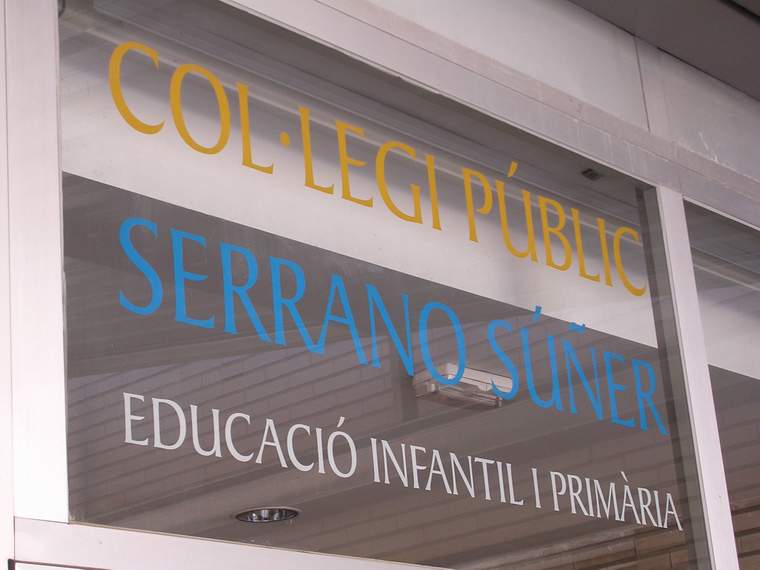 COL·LEGI PÚBLIC
SERRANO SÚÑER
EDUCACIÓ INFANTIL I PRIMÀRIA